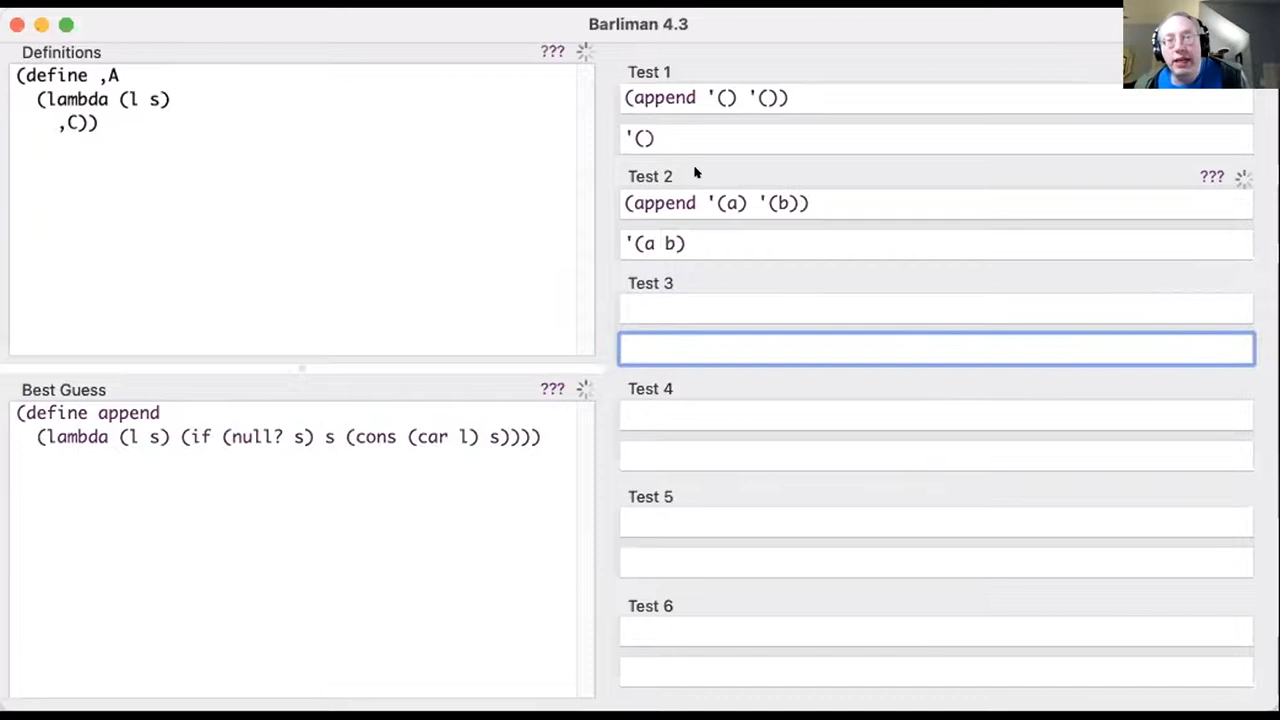 Barliman 4.3
Definitions ???
(define ,A
(lambda (l s)
,C))
Best Guess ???
(define append
(lambda (l s) (if (null? s) s (cons (car l) s))))
Test 1
(append '() '())
'()
Test 2 ???
(append '(a) '(b))
'(a b)
Test 3
Test 4
Test 5
Test 6